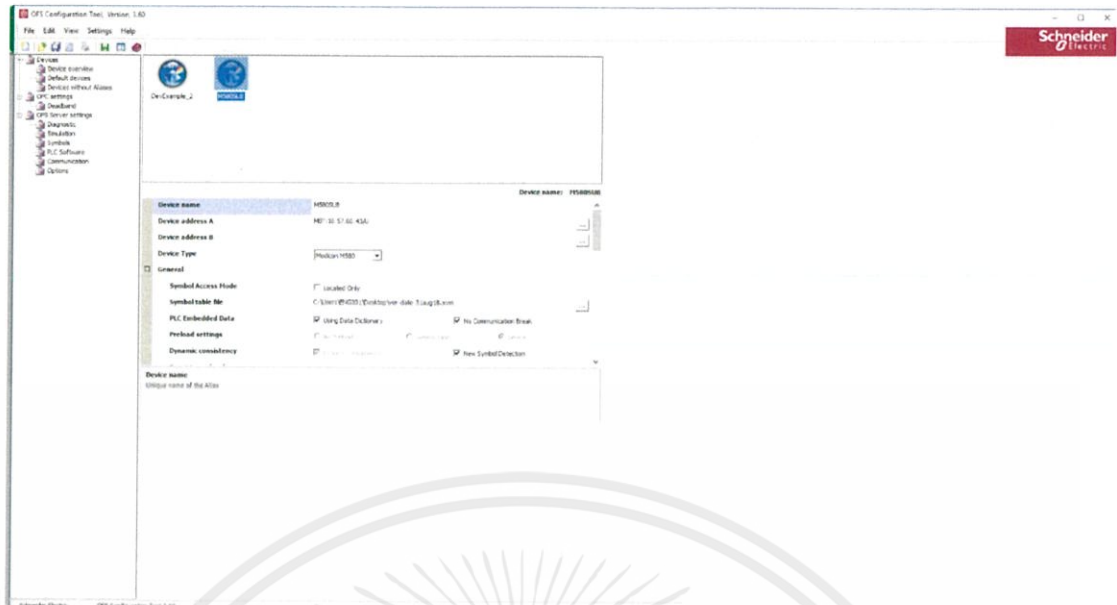 OFS Configuration Tool, Version: 3.60
File Edit View Settings Help
Schneider
Electric
Devices
Device overview
Default devices
Devices without Aliases
OPC settings
Deadband
OFS Server settings
Diagnostic
Simulation
Symbols
PLC Software
Communication
Options
DevExample_2
Device name:
Device name
Device address A
Device address B
Device Type Modicon M580
General
Symbol Access Mode Located Only
Symbol table file
PLC Embedded Data Using Data Dictionary No Communication Break
Preload settings
Dynamic consistency New Symbol Detection
Device name
Unique name of the Alias